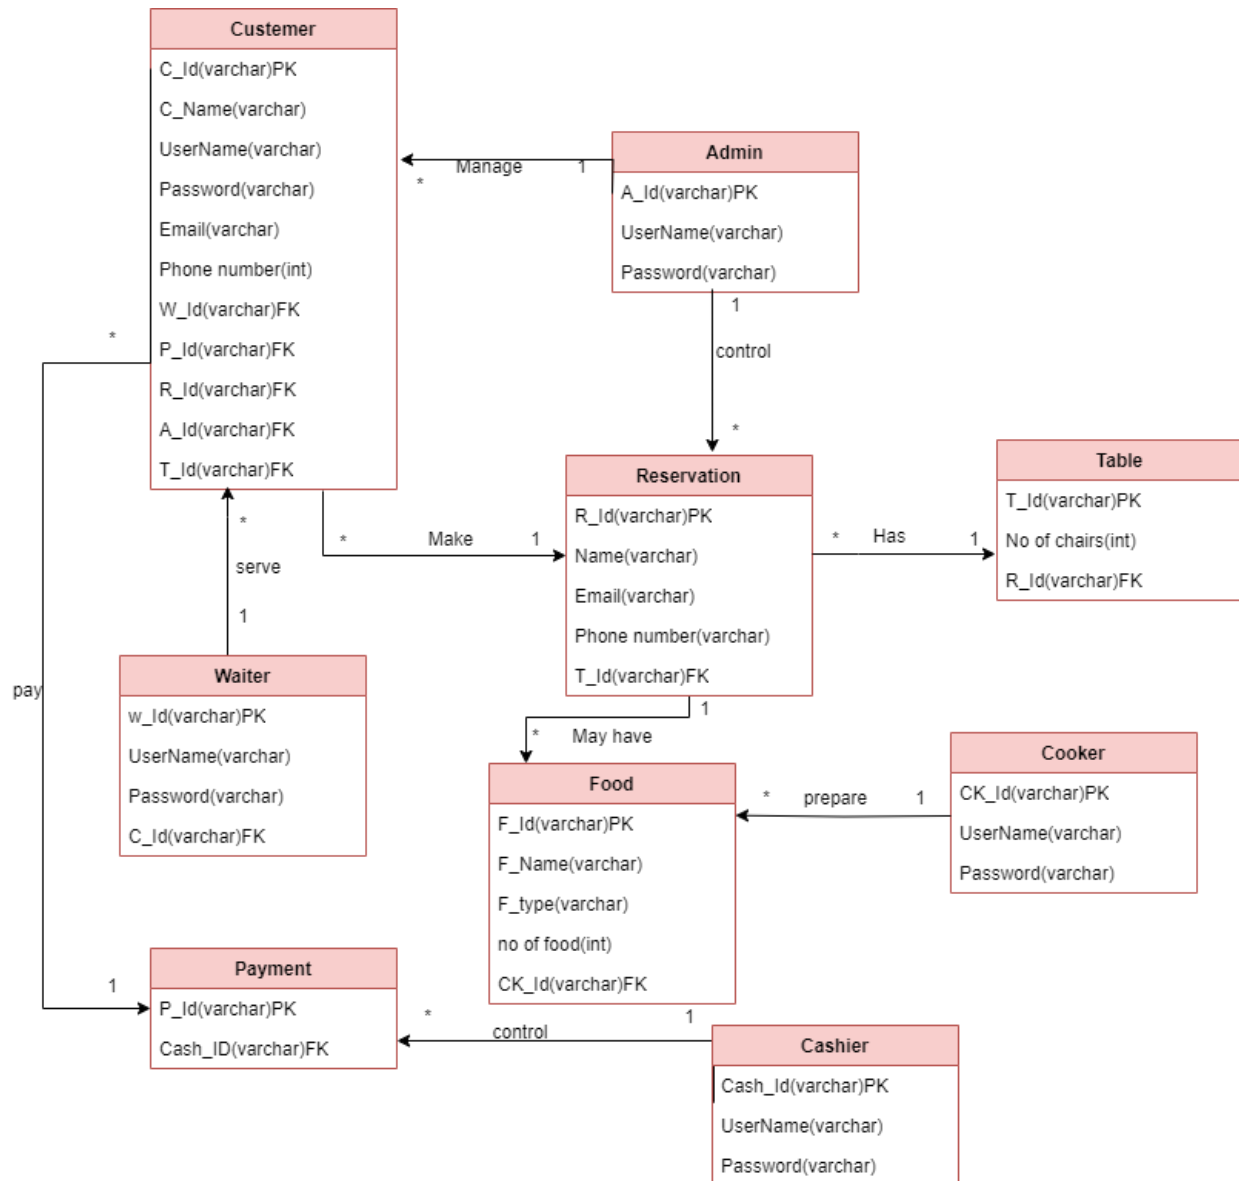 Custemer
C_Id(varchar)PK
C_Name(varchar)
UserName(varchar)
Password(varchar)
Email(varchar)
Phone number(int)
W_Id(varchar)FK
P_Id(varchar)FK
R_Id(varchar)FK
A_Id(varchar)FK
T_Id(varchar)FK
Manage
1
*
Admin
A_Id(varchar)PK
UserName(varchar)
Password(varchar)
1
control
*
*
pay
1
*
serve
1
*
Make
1
Reservation
R_Id(varchar)PK
Name(varchar)
Email(varchar)
Phone number(varchar)
T_Id(varchar)FK
*
Has
1
Table
T_Id(varchar)PK
No of chairs(int)
R_Id(varchar)FK
Waiter
w_Id(varchar)PK
UserName(varchar)
Password(varchar)
C_Id(varchar)FK
1
*
May have
Food
F_Id(varchar)PK
F_Name(varchar)
F_type(varchar)
no of food(int)
CK_Id(varchar)FK
*
prepare
1
Cooker
CK_Id(varchar)PK
UserName(varchar)
Password(varchar)
Payment
P_Id(varchar)PK
Cash_ID(varchar)FK
*
control
1
Cashier
Cash_Id(varchar)PK
UserName(varchar)
Password(varchar)